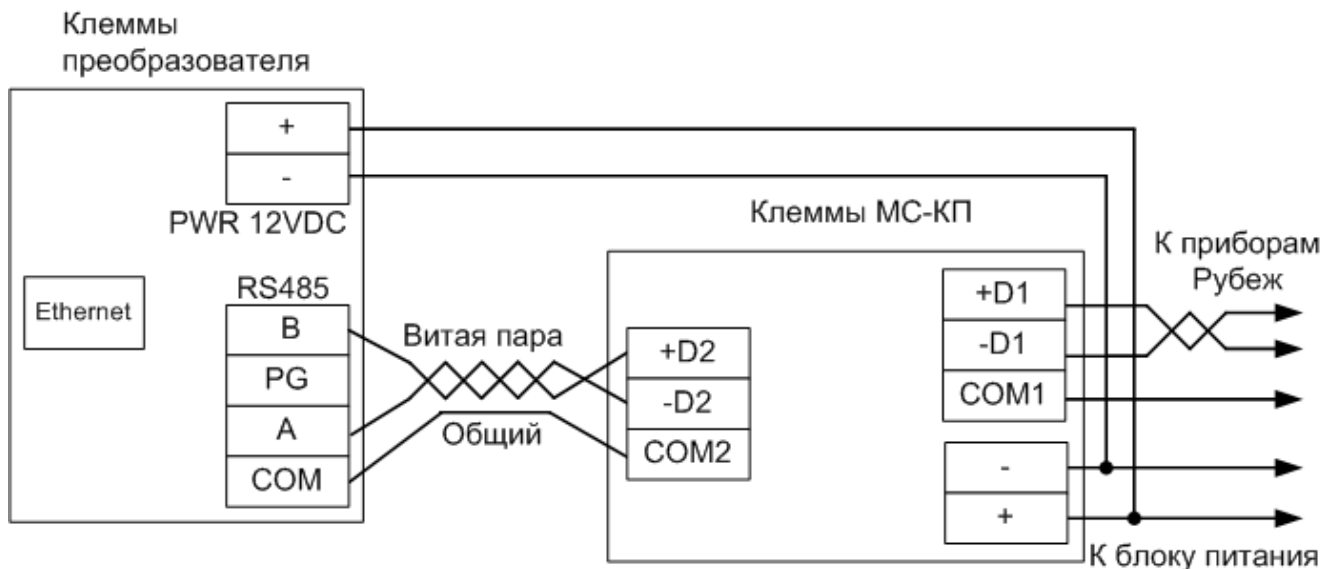 Клеммы
преобразователя
+
-
PWR 12VDC
Ethernet
RS485
B
PG
A
COM
Витая пара
Общий
Клеммы МС-КП
+D2
-D2
COM2
+D1
-D1
COM1
-
+
К приборам
Рубеж
К блоку питания